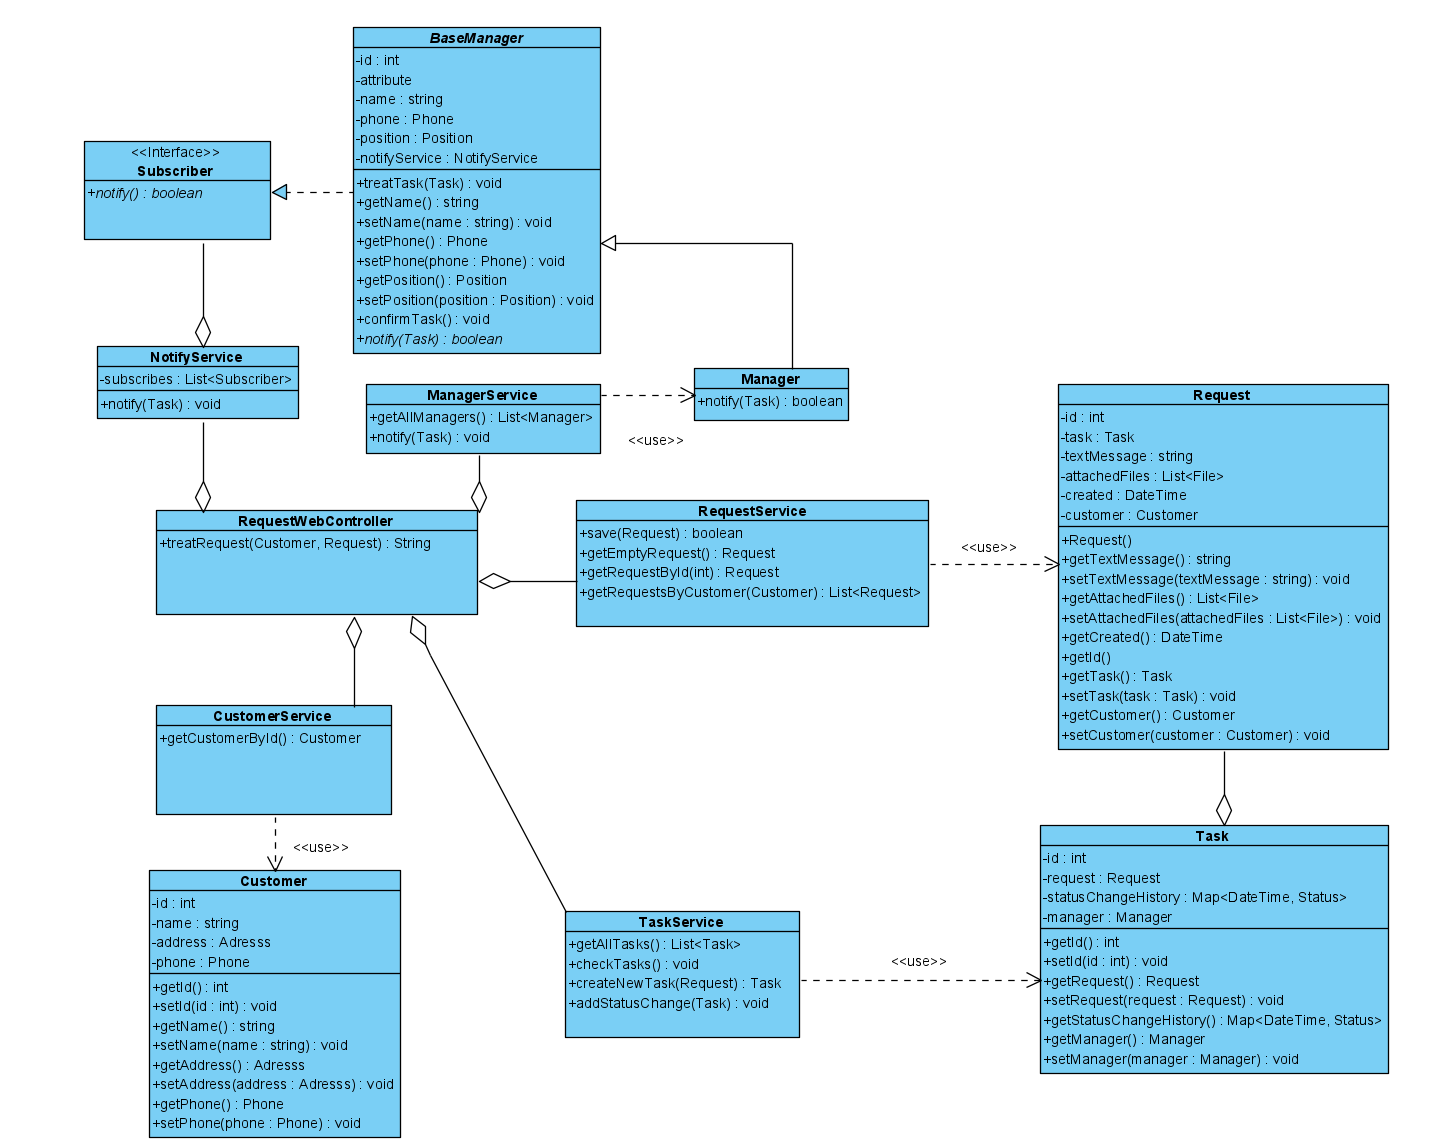 BaseManager
-id : int
-attribute
-name : string
-phone : Phone
-position : Position
-notifyService : NotifyService
+treatTask(Task) : void
+getName() : string
+setName(name : string) : void
+getPhone() : Phone
+setPhone(phone : Phone) : void
+getPosition() : Position
+setPosition(position : Position) : void
+confirmTask() : void
+notify(Task) : boolean
<<Interface>>
Subscriber
+notify() : boolean
NotifyService
-subscribes : List<Subscriber>
+notify(Task) : void
ManagerService
+getAllManagers() : List<Manager>
+notify(Task) : void
<<use>>
Manager
+notify(Task) : boolean
RequestWebController
+treatRequest(Customer, Request) : String
RequestService
+save(Request) : boolean
+getEmptyRequest() : Request
+getRequestById(int) : Request
+getRequestsByCustomer(Customer) : List<Request>
<<use>>
Request
-id : int
-task : Task
-textMessage : string
-attachedFiles : List<File>
-created : DateTime
-customer : Customer
+Request()
+getTextMessage() : string
+setTextMessage(textMessage : string) : void
+getAttachedFiles() : List<File>
+setAttachedFiles(attachedFiles : List<File>) : void
+getCreated() : DateTime
+getId()
+getTask() : Task
+setTask(task : Task) : void
+getCustomer() : Customer
+setCustomer(customer : Customer) : void
CustomerService
+getCustomerById() : Customer
<<use>>
Customer
-id : int
-name : string
-address : Adresss
-phone : Phone
+getId() : int
+setId(id : int) : void
+getName() : string
+setName(name : string) : void
+getAddress() : Adresss
+setAddress(address : Adresss) : void
+getPhone() : Phone
+setPhone(phone : Phone) : void
TaskService
+getAllTasks() : List<Task>
+checkTasks() : void
+createNewTask(Request) : Task
+addStatusChange(Task) : void
<<use>>
Task
-id : int
-request : Request
-statusChangeHistory : Map<DateTime, Status>
-manager : Manager
+getId() : int
+setId(id : int) : void
+getRequest() : Request
+setRequest(request : Request) : void
+getStatusChangeHistory() : Map<DateTime, Status>
+getManager() : Manager
+setManager(manager : Manager) : void